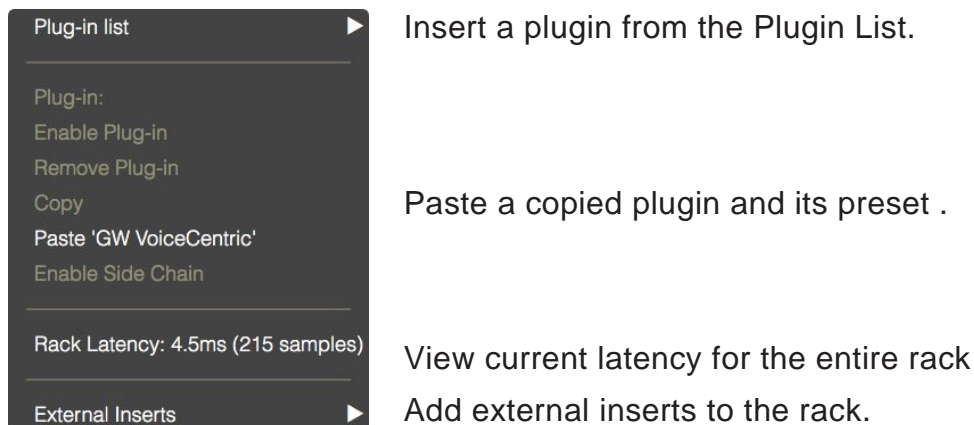 Plug-in list ▶ Insert a plugin from the Plugin List.
Plug-in:
Enable Plug-in
Remove Plug-in
Copy Paste a copied plugin and its preset .
Paste 'GW VoiceCentric'
Enable Side Chain
Rack Latency: 4.5ms (215 samples) View current latency for the entire rack
External Inserts ▶ Add external inserts to the rack.